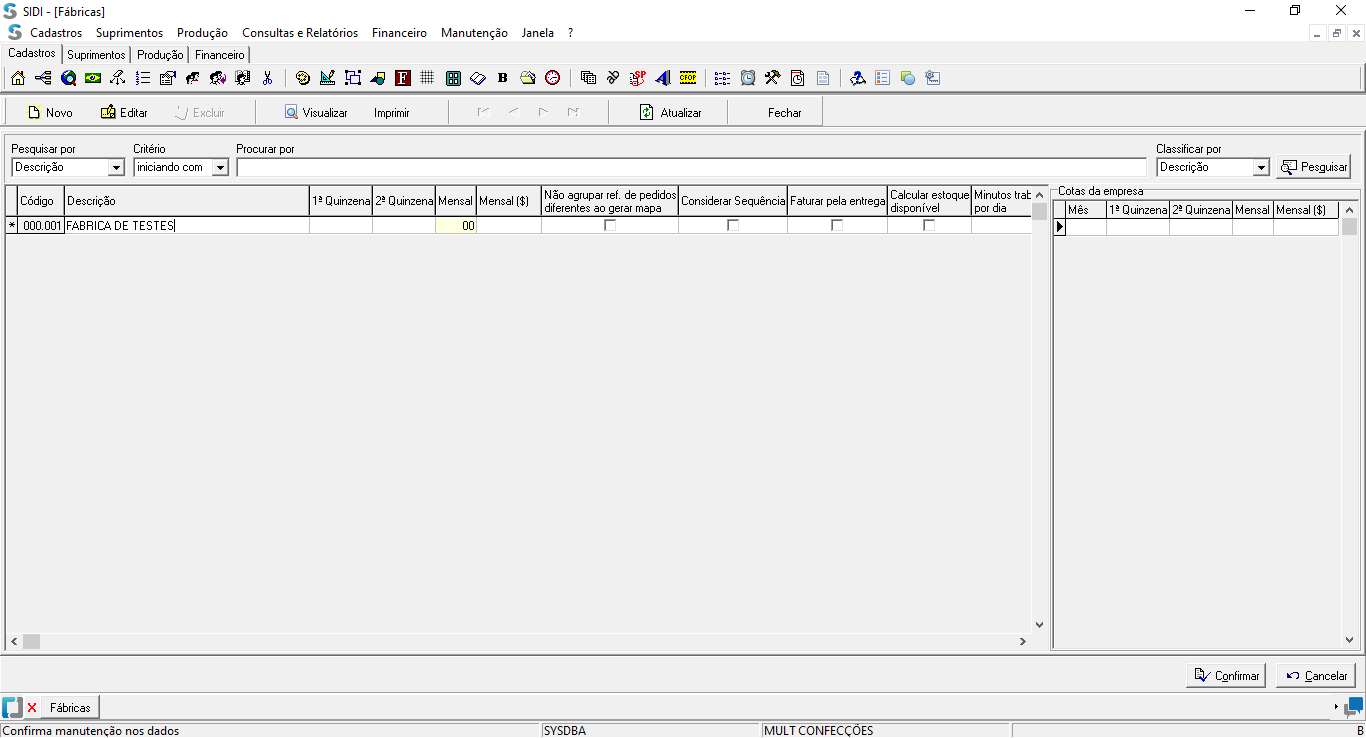 SIDI - [Fábricas]
Cadastros Suprimentos Produção Consultas e Relatórios Financeiro Manutenção Janela ?
Cadastros Suprimentos Produção Financeiro
F B SP CFOP
Novo Editar Excluir Visualizar Imprimir Atualizar Fechar
Pesquisar por Critério Procurar por Classificar por
Descrição iniciando com Descrição Pesquisar
Cotas da empresa
Código Descrição 1ª Quinzena 2ª Quinzena Mensal Mensal ($) Não agrupar ref. de pedidos diferentes ao gerar mapa Considerar Sequência Faturar pela entrega Calcular estoque disponível Minutos trab por dia
Mês 1ª Quinzena 2ª Quinzena Mensal Mensal ($)
* 000.001 FABRICA DE TESTES 00
Confirmar Cancelar
Fábricas
Confirma manutenção nos dados SYSDBA MULT CONFECÇÕES B